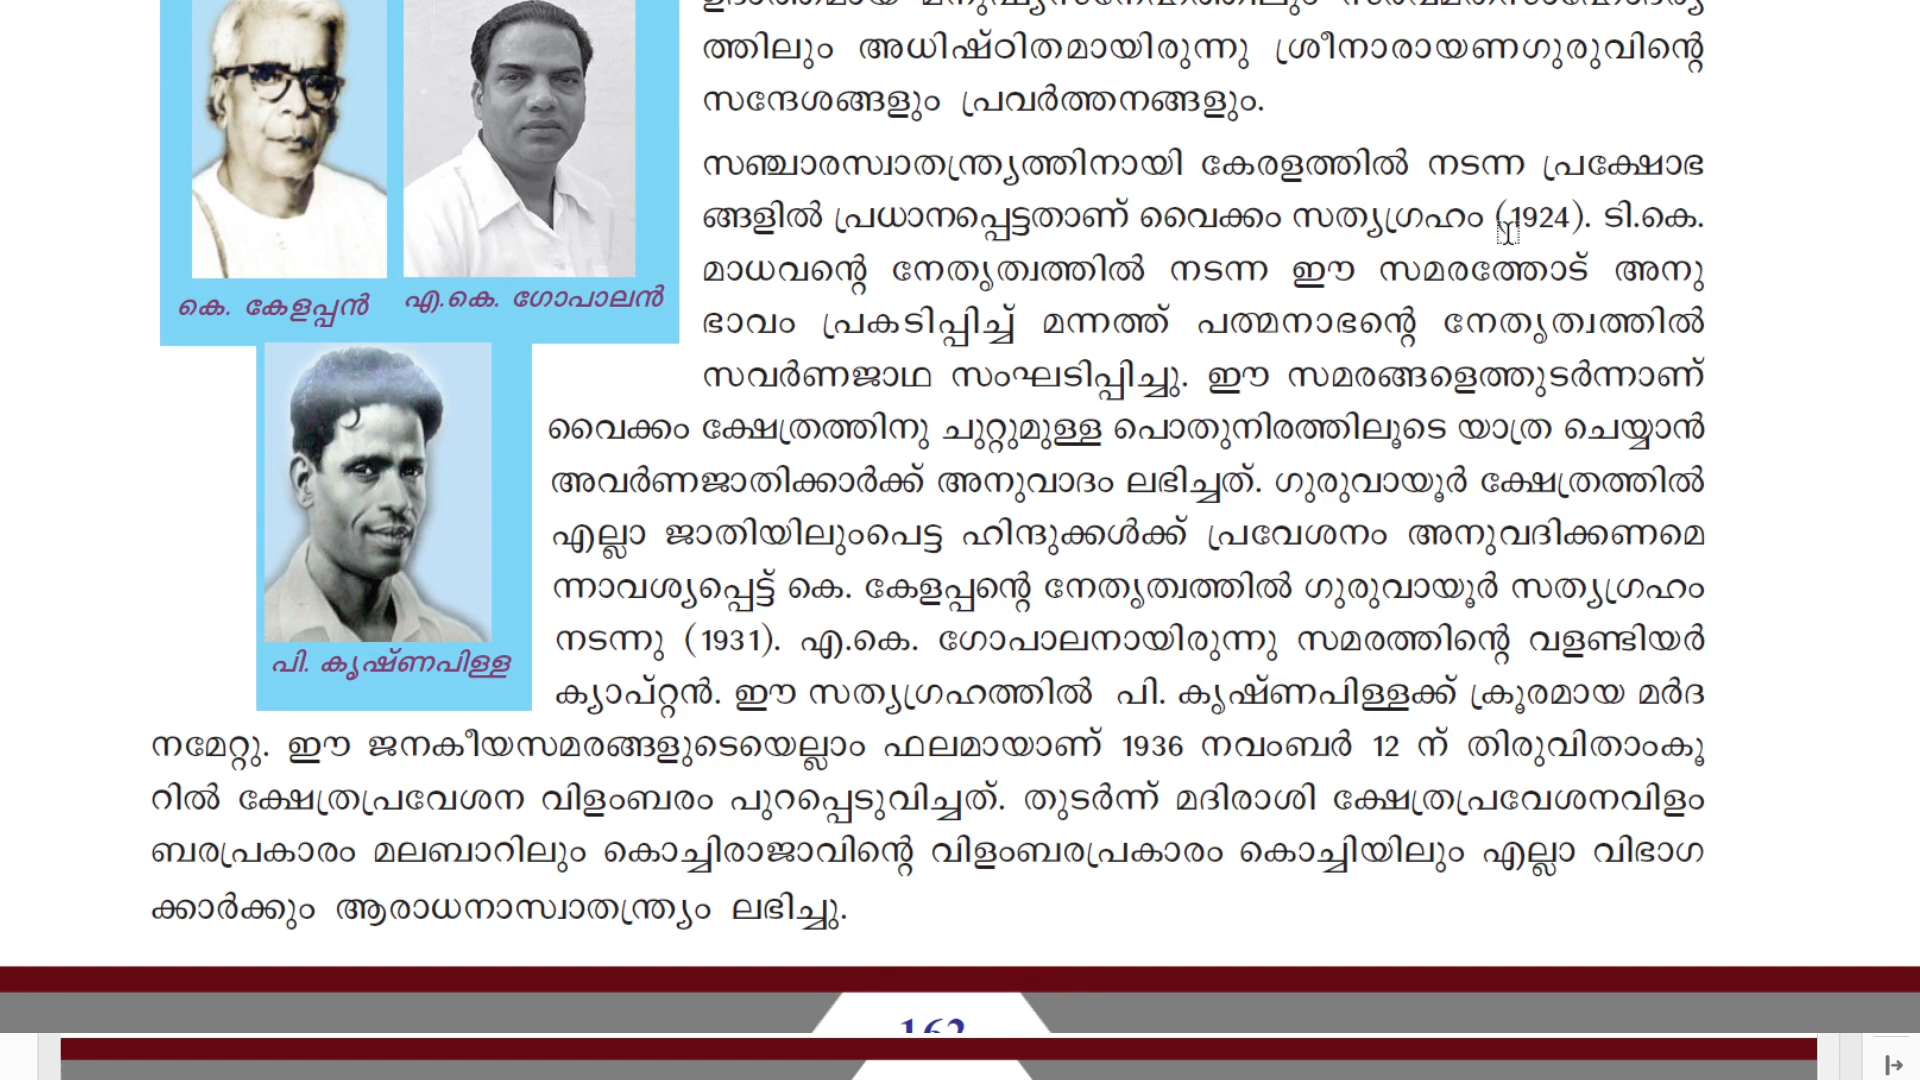 ത്തിലും അധിഷ്ഠിതമായിരുന്നു ശ്രീനാരായണഗുരുവിന്റെ
സന്ദേശങ്ങളും പ്രവർത്തനങ്ങളും.
സഞ്ചാരസ്വാതന്ത്ര്യത്തിനായി കേരളത്തിൽ നടന്ന പ്രക്ഷോഭ
ങ്ങളിൽ പ്രധാനപ്പെട്ടതാണ് വൈക്കം സത്യഗ്രഹം (1924). ടി.കെ.
മാധവന്റെ നേതൃത്വത്തിൽ നടന്ന ഈ സമരത്തോട് അനു
ഭാവം പ്രകടിപ്പിച്ച് മന്നത്ത് പത്മനാഭന്റെ നേതൃത്വത്തിൽ
സവർണജാഥ സംഘടിപ്പിച്ചു. ഈ സമരങ്ങളെത്തുടർന്നാണ്
വൈക്കം ക്ഷേത്രത്തിനു ചുറ്റുമുള്ള പൊതുനിരത്തിലൂടെ യാത്ര ചെയ്യാൻ
അവർണജാതിക്കാർക്ക് അനുവാദം ലഭിച്ചത്. ഗുരുവായൂർ ക്ഷേത്രത്തിൽ
എല്ലാ ജാതിയിലുംപെട്ട ഹിന്ദുക്കൾക്ക് പ്രവേശനം അനുവദിക്കണമെ
ന്നാവശ്യപ്പെട്ട് കെ. കേളപ്പന്റെ നേതൃത്വത്തിൽ ഗുരുവായൂർ സത്യഗ്രഹം
നടന്നു (1931). എ.കെ. ഗോപാലനായിരുന്നു സമരത്തിന്റെ വളണ്ടിയർ
ക്യാപ്റ്റൻ. ഈ സത്യഗ്രഹത്തിൽ പി. കൃഷ്ണപിള്ളക്ക് ക്രൂരമായ മർദ
നമേറ്റു. ഈ ജനകീയസമരങ്ങളുടെയെല്ലാം ഫലമായാണ് 1936 നവംബർ 12 ന് തിരുവിതാംകൂ
റിൽ ക്ഷേത്രപ്രവേശന വിളംബരം പുറപ്പെടുവിച്ചത്. തുടർന്ന് മദിരാശി ക്ഷേത്രപ്രവേശനവിളം
ബരപ്രകാരം മലബാറിലും കൊച്ചിരാജാവിന്റെ വിളംബരപ്രകാരം കൊച്ചിയിലും എല്ലാ വിഭാഗ
ക്കാർക്കും ആരാധനാസ്വാതന്ത്ര്യം ലഭിച്ചു.
കെ. കേളപ്പൻ
എ.കെ. ഗോപാലൻ
പി. കൃഷ്ണപിള്ള
162